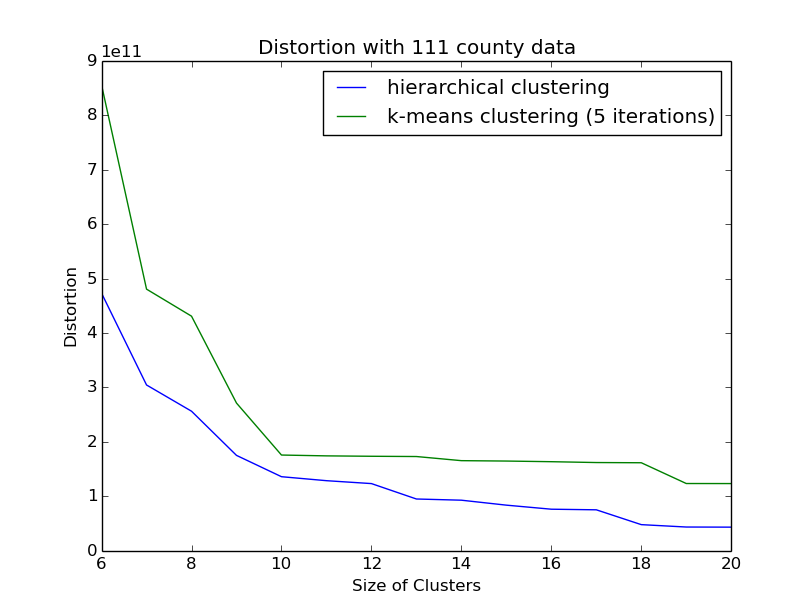 Distortion with 111 county data
1e11
hierarchical clustering
k-means clustering (5 iterations)
9
8
7
6
5
4
3
2
1
0
Distortion
6 8 10 12 14 16 18 20
Size of Clusters